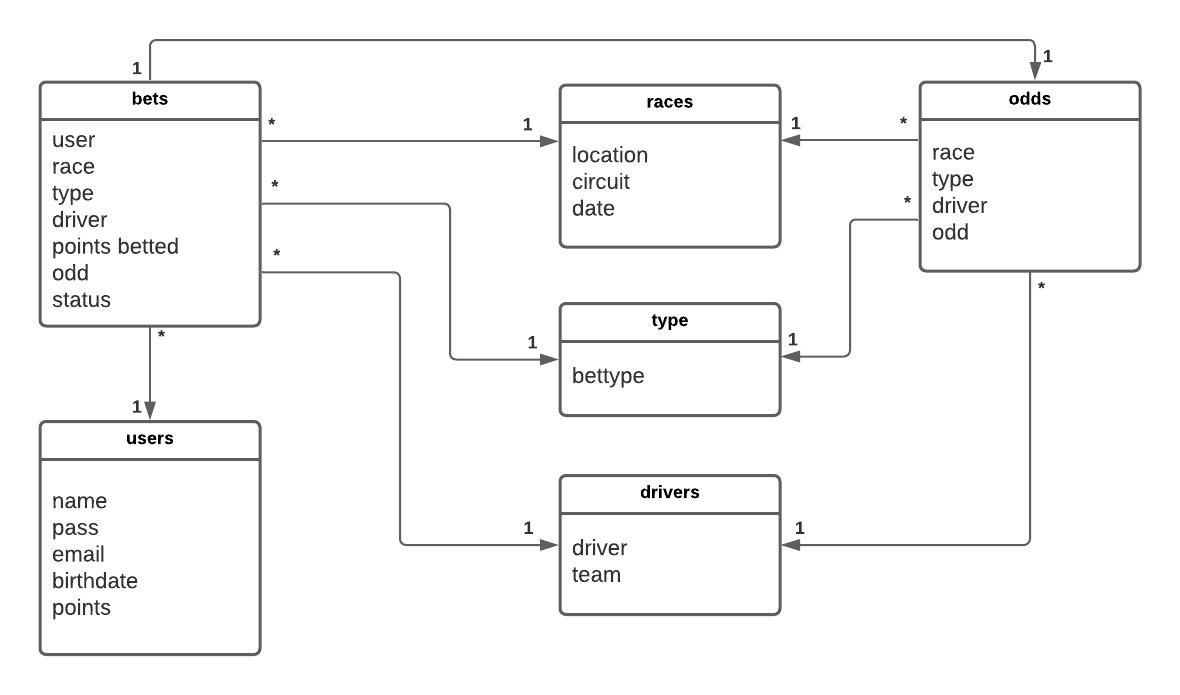 1
1
bets
user
race
type
driver
points betted
odd
status
*
1
*
*
races
location
circuit
date
1
*
odds
race
type
driver
odd
*
*
*
1
type
bettype
1
1
users
name
pass
email
birthdate
points
1
drivers
driver
team
1